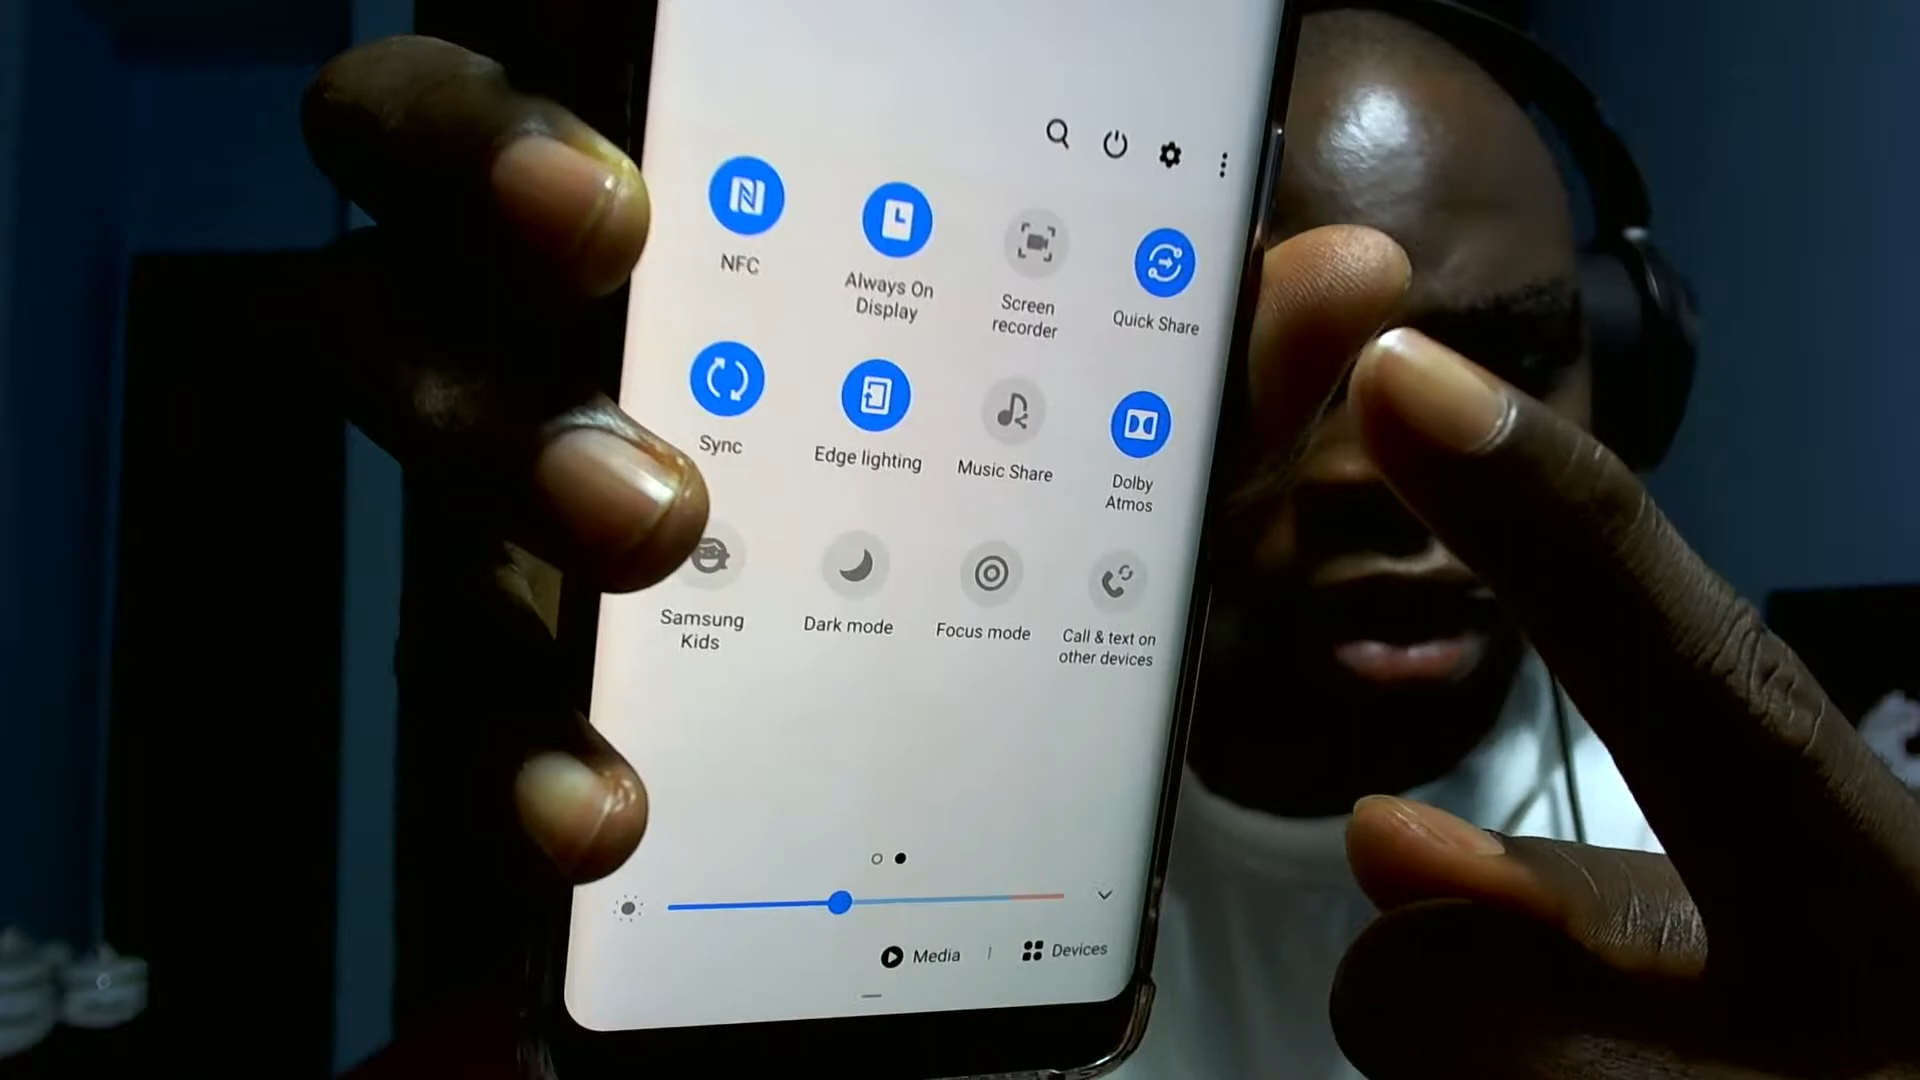 NFC
Always On
Display
Screen
recorder
Quick Share
Sync
Edge lighting
Music Share
Dolby
Atmos
Samsung
Kids
Dark mode
Focus mode
Call & text on
other devices
Media | Devices